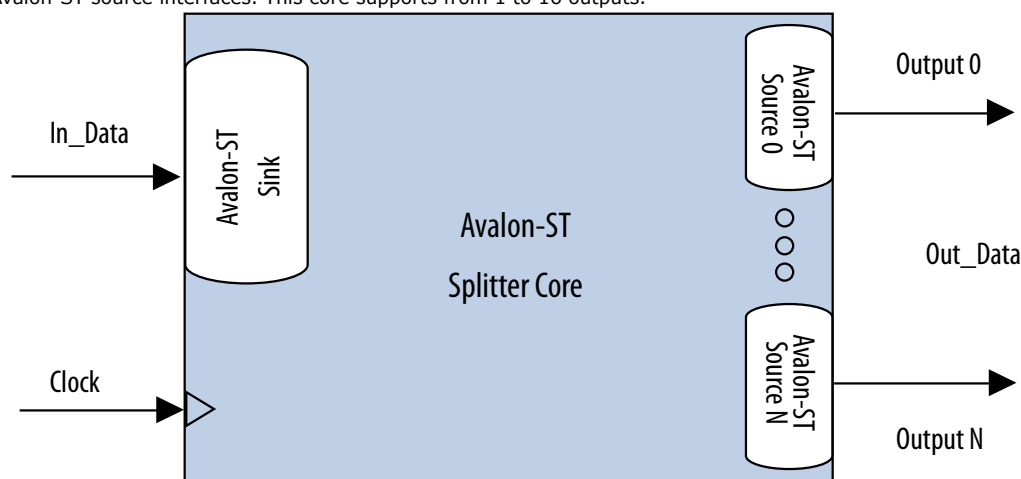 Avalon-ST source interfaces. This core supports from 1 to 16 outputs.
Output 0
Avalon-ST
Source 0
In_Data
Avalon-ST
Sink
Avalon-ST
Splitter Core
Out_Data
Clock
Avalon-ST
Source N
Output N